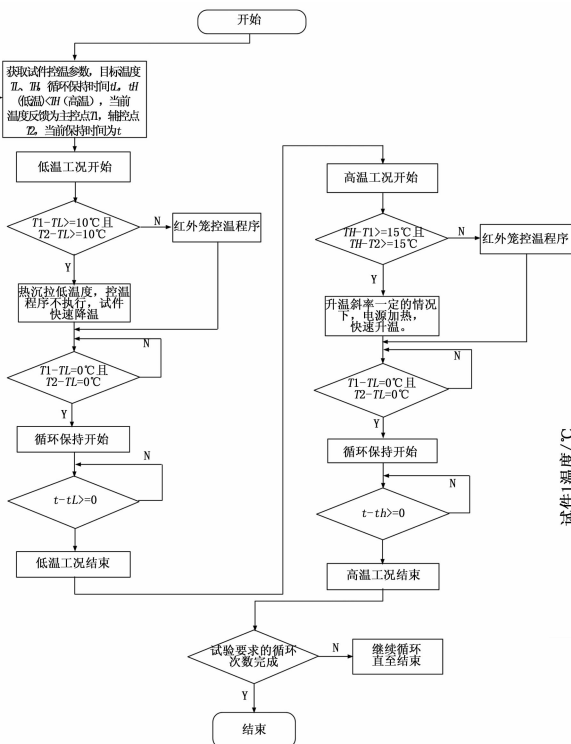 开始
获取试件控温参数, 目标温度
TL、TH, 循环保持时间tL, tH
(低温)<TH(高温), 当前
温度反馈为主控点T1, 辅控点
T2, 当前保持时间为t
低温工况开始
T1-TL>=10℃且
T2-TL>=10℃
N
红外笼控温程序
Y
热沉拉低温度, 控温
程序不执行, 试件
快速降温
N
T1-TL=0℃且
T2-TL=0℃
Y
循环保持开始
N
t-tL>=0
低温工况结束
高温工况开始
TH-T1>=15℃且
TH-T2>=15℃
N
红外笼控温程序
Y
升温斜率一定的情况
下, 电源加热,
快速升温。
N
T1-TL=0℃且
T2-TL=0℃
Y
循环保持开始
N
t-th>=0
高温工况结束
试验要求的循环
次数完成
N
继续循环
直至结束
Y
结束
试件1温度/℃